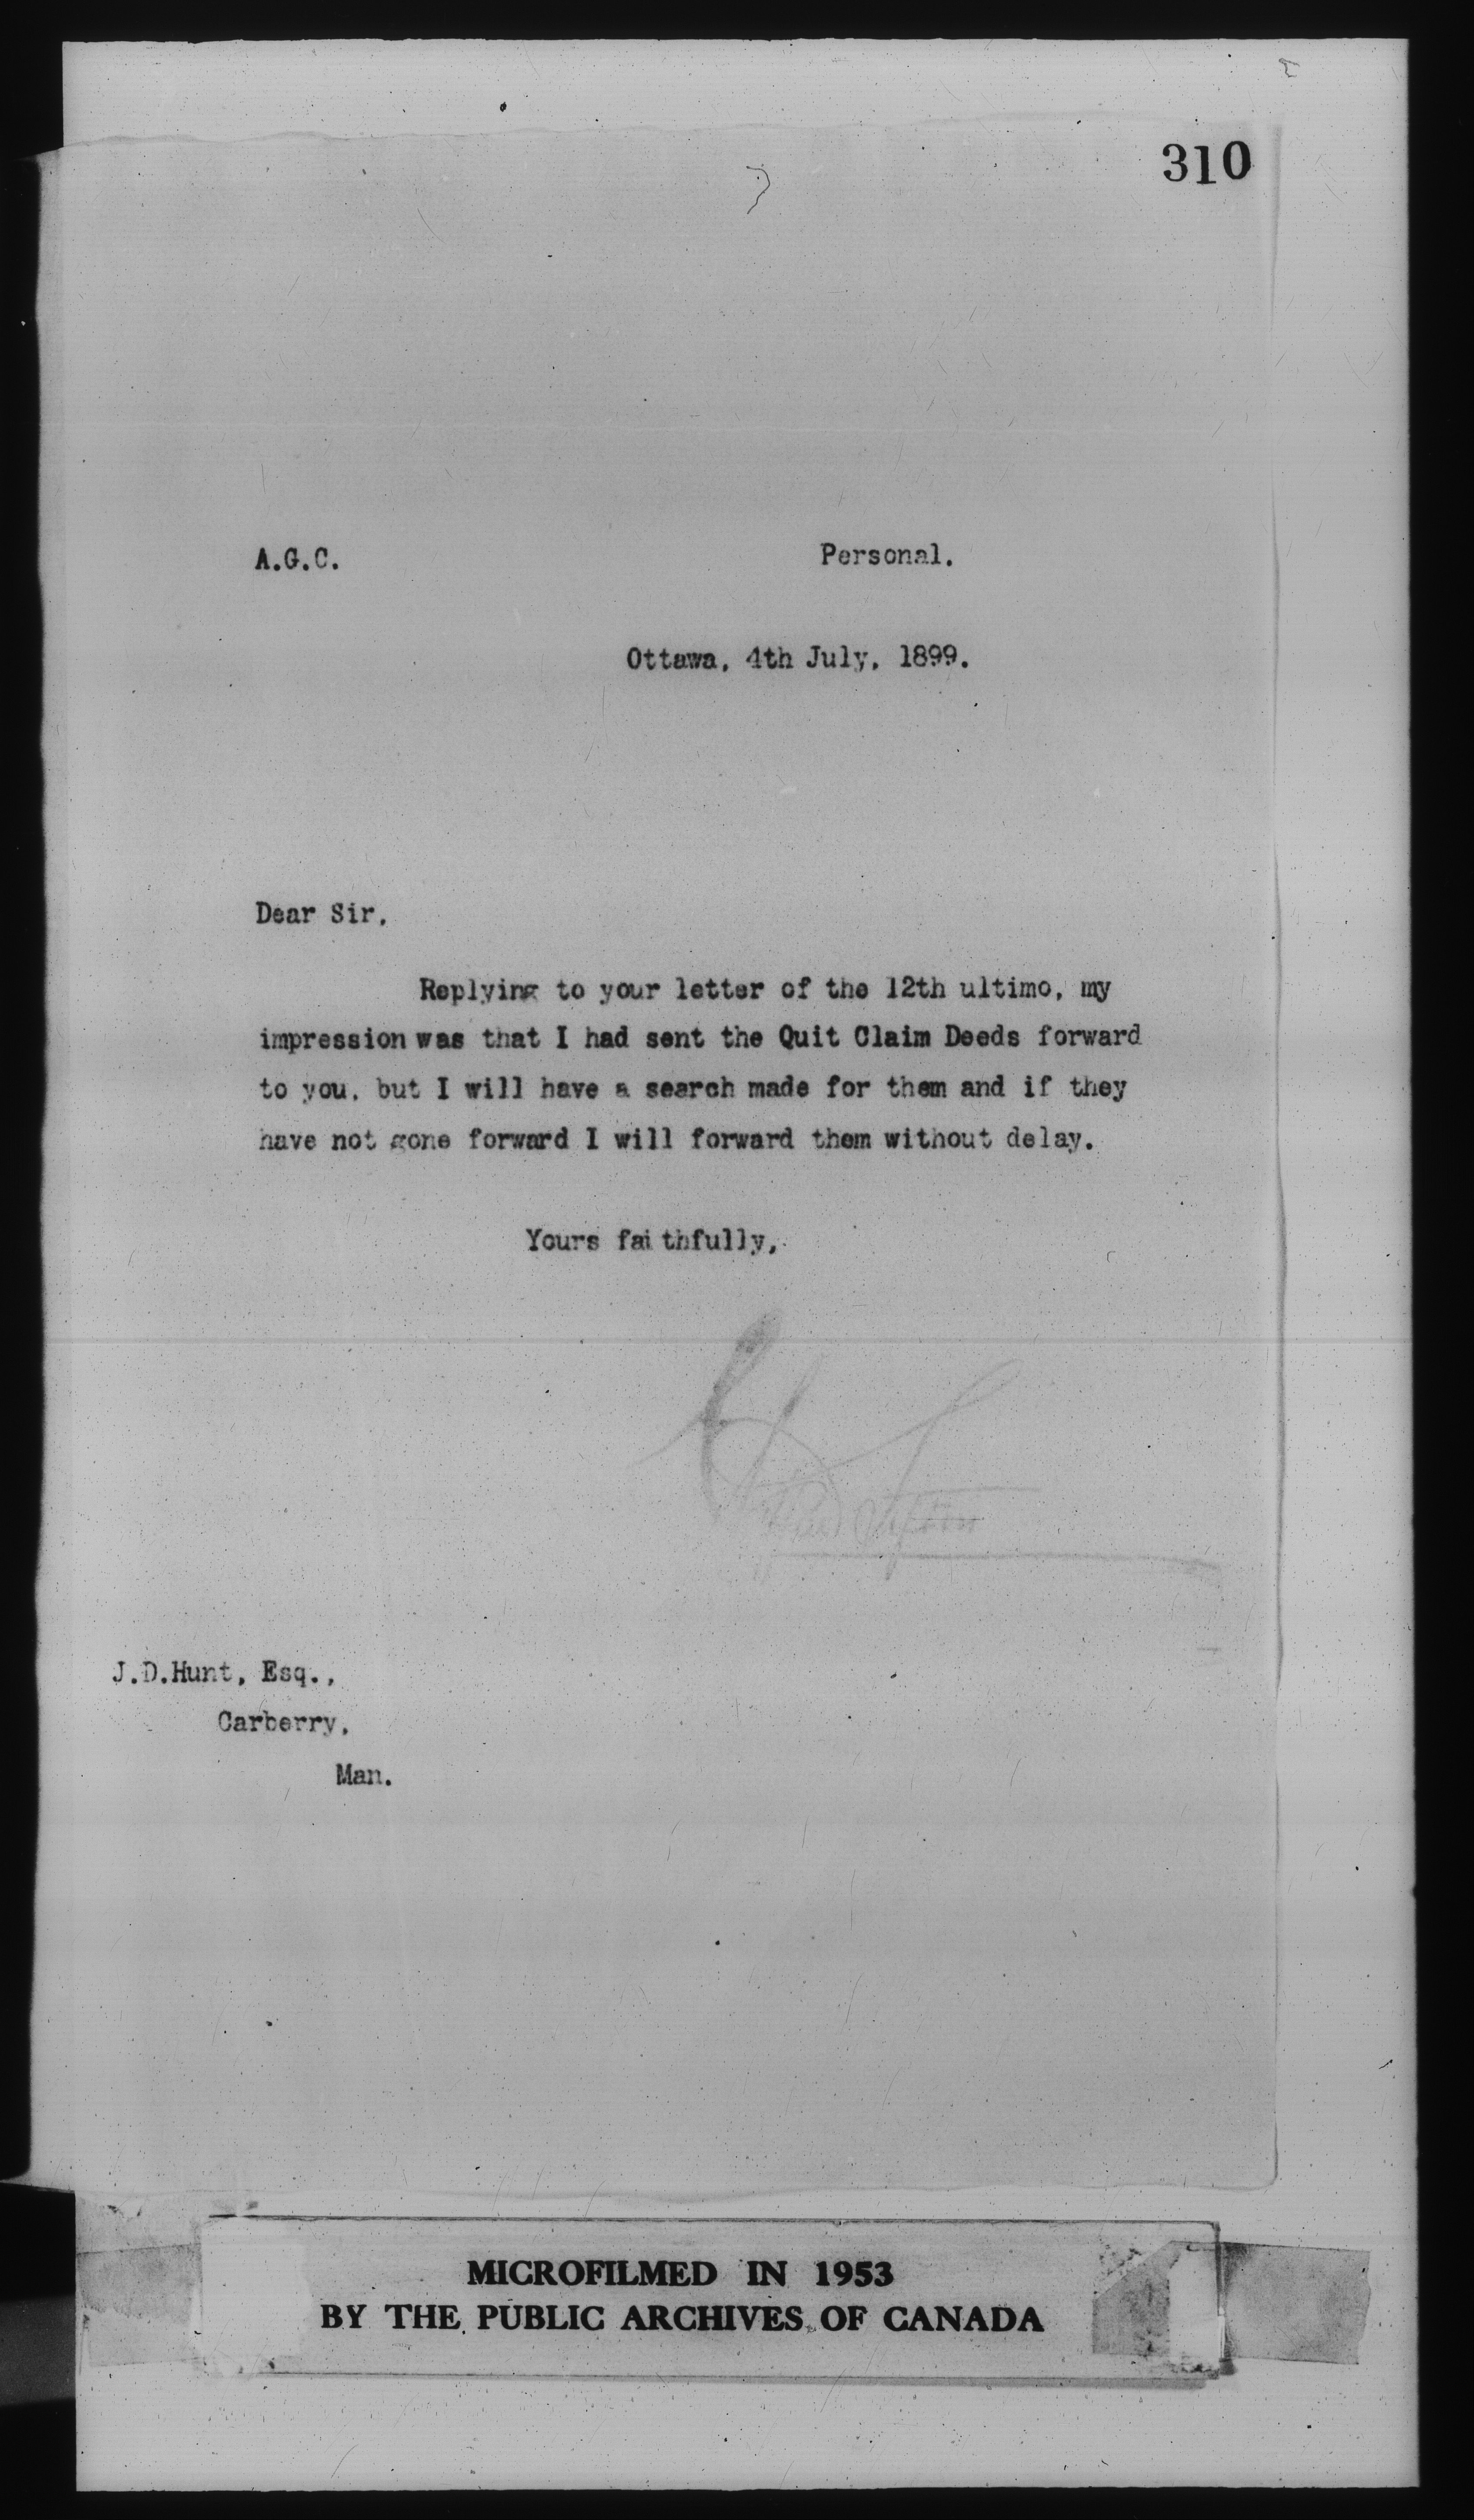 310
A.G.C. Personal.
Ottawa, 4th July, 1899.
Dear Sir,
Replying to your letter of the 12th ultimo, my
impression was that I had sent the Quit Claim Deeds forward
to you, but I will have a search made for them and if they
have not gone forward I will forward them without delay.
Yours faithfully,
J.D.Hunt, Esq.,
Carberry,
Man.
MICROFILMED IN 1953
BY THE PUBLIC ARCHIVES OF CANADA